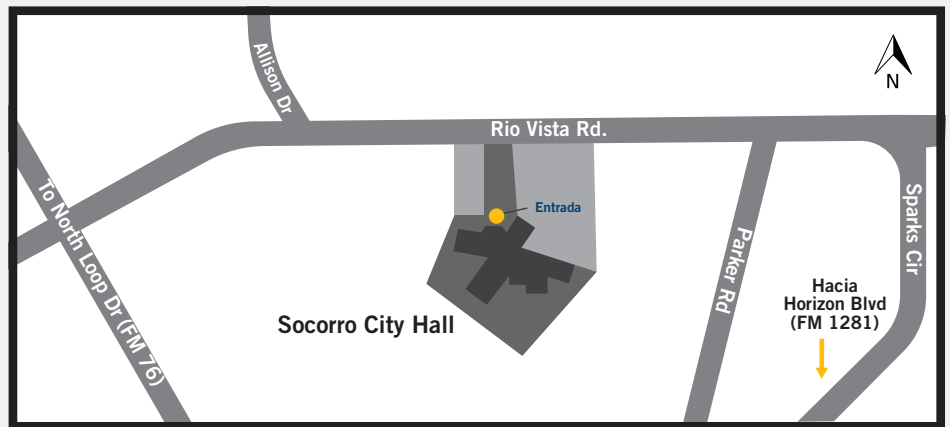 Allison Dr
N
Rio Vista Rd.
To North Loop Dr (FM 76)
Entrada
Sparks Cir
Parker Rd
Hacia
Horizon Blvd
(FM 1281)
Socorro City Hall